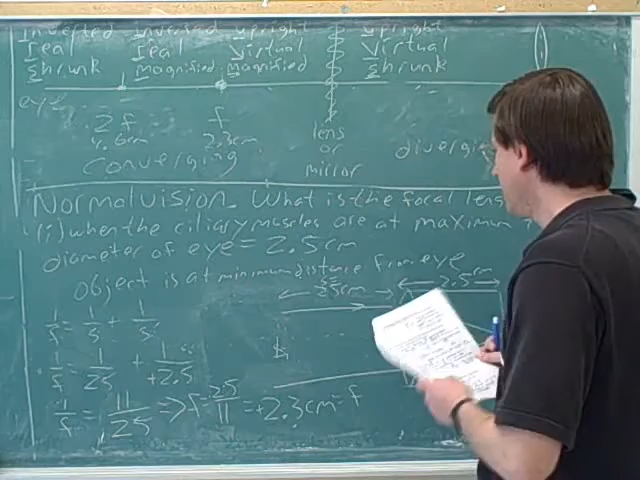 Inverted inverted upright upright
real real Virtual Virtual
Shrunk magnified magnified Shrunk
eye
2f f
4.6cm 2.3cm
Converging
lens
or
mirror
diverging
Normal vision. What is the focal lens
(i) when the ciliary muscles are at maximum ?
diameter of eye = 2.5cm
object is at minimum distance from eye
25cm 2.5cm
1/f = 1/s + 1/s'
1/f = 1/25 + 1/+2.5
1/f = 11/25 => f = 25/11 = +2.3cm = f